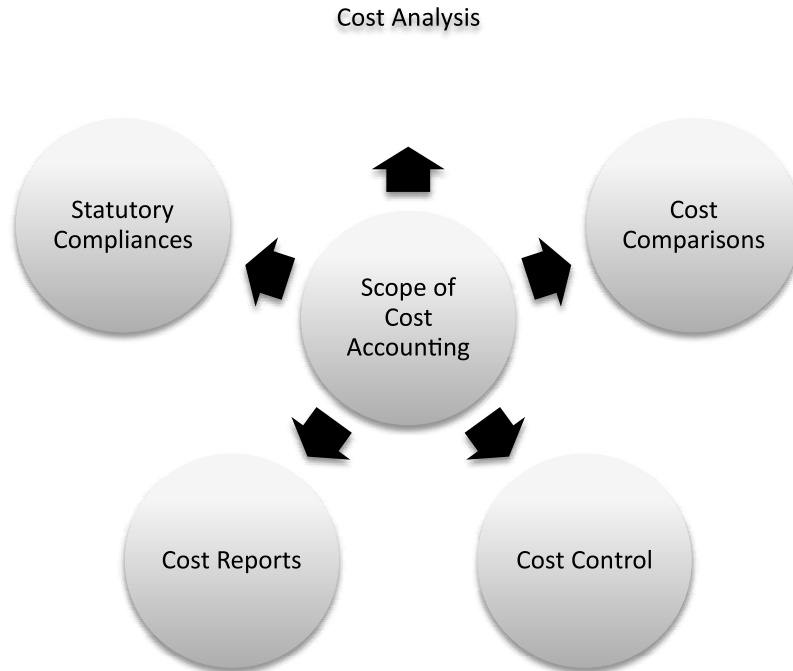 Cost Analysis
Statutory
Compliances
Cost
Comparisons
Scope of
Cost
Accounting
Cost Reports
Cost Control